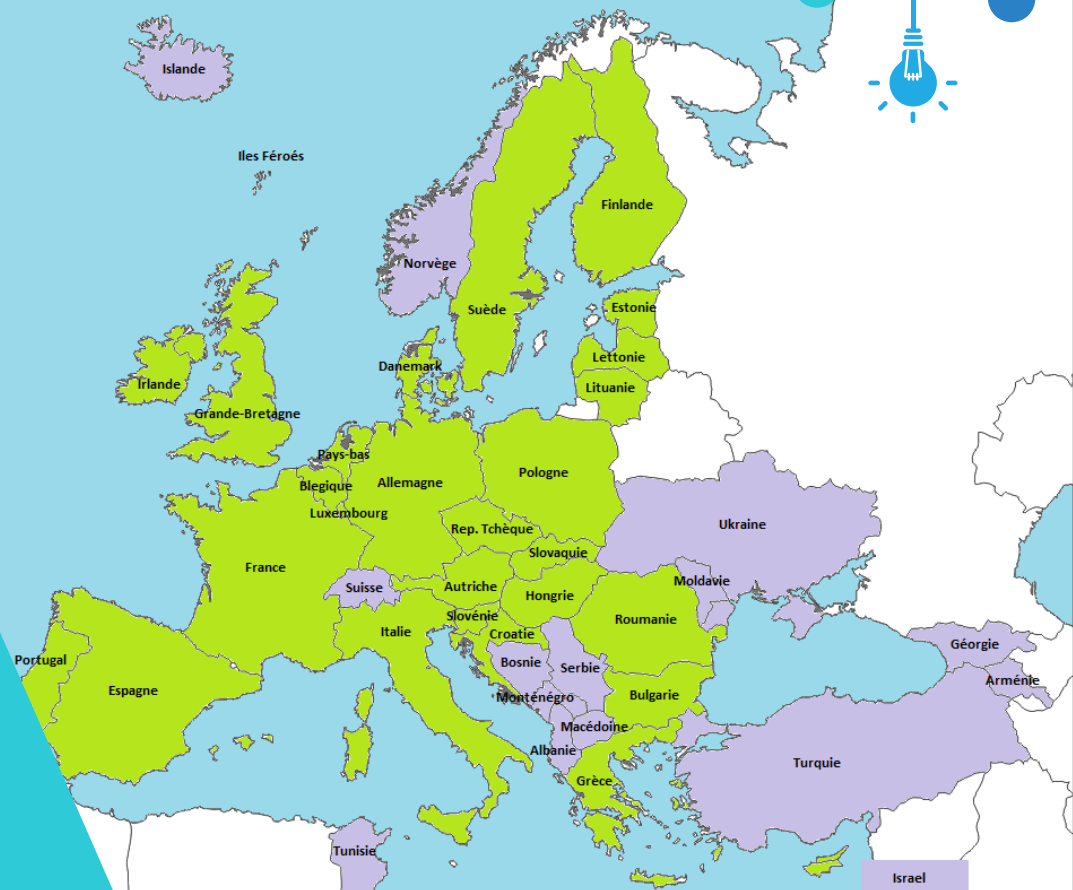 Islande
Iles Féroés
Finlande
Norvège
Suède
Estonie
Lettonie
Danemark
Irlande
Lituanie
Grande-Bretagne
Pays-bas
Pologne
Allemagne
Blegique
Luxembourg
Ukraine
Rep. Tchèque
Slovaquie
France
Moldavie
Suisse
Autriche
Hongrie
Slovénie
Roumanie
Italie
Croatie
Géorgie
Portugal
Bosnie
Serbie
Arménie
Espagne
Bulgarie
Monténégro
Macédoine
Albanie
Turquie
Grèce
Tunisie
Israel